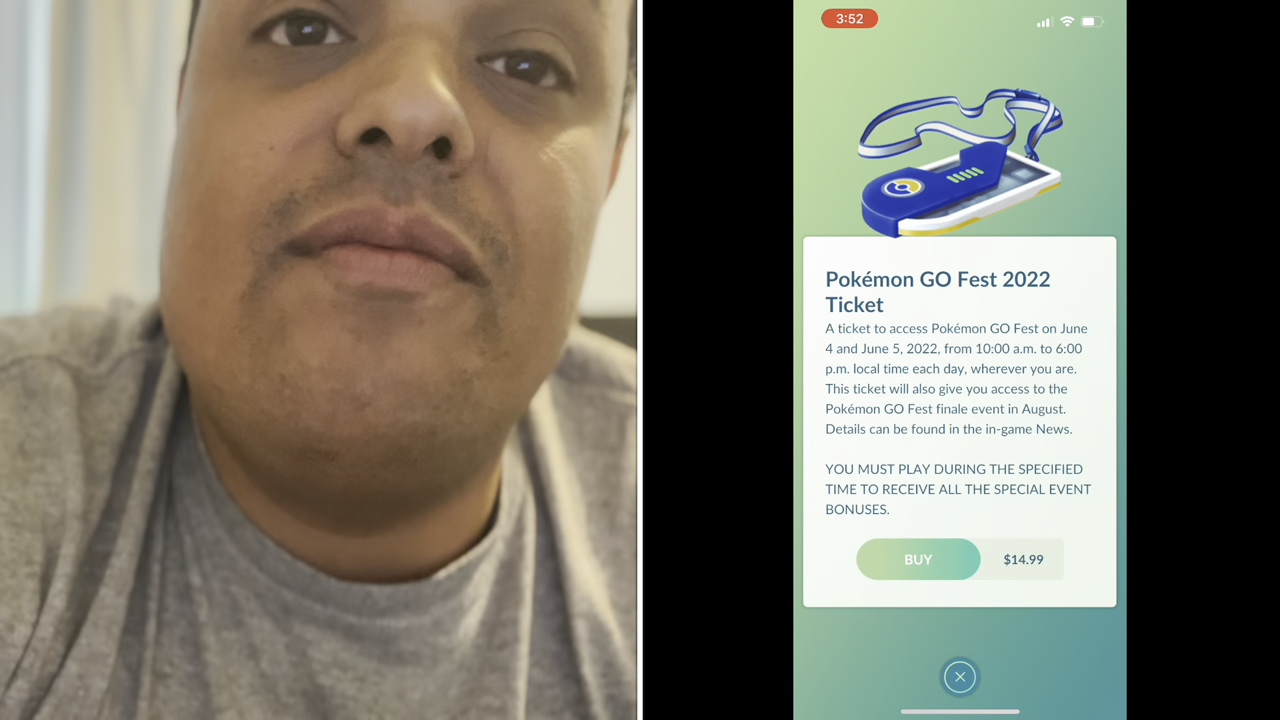 3:52
Pokémon GO Fest 2022
Ticket
A ticket to access Pokémon GO Fest on June
4 and June 5, 2022, from 10:00 a.m. to 6:00
p.m. local time each day, wherever you are.
This ticket will also give you access to the
Pokémon GO Fest finale event in August.
Details can be found in the in-game News.
YOU MUST PLAY DURING THE SPECIFIED
TIME TO RECEIVE ALL THE SPECIAL EVENT
BONUSES.
BUY $14.99